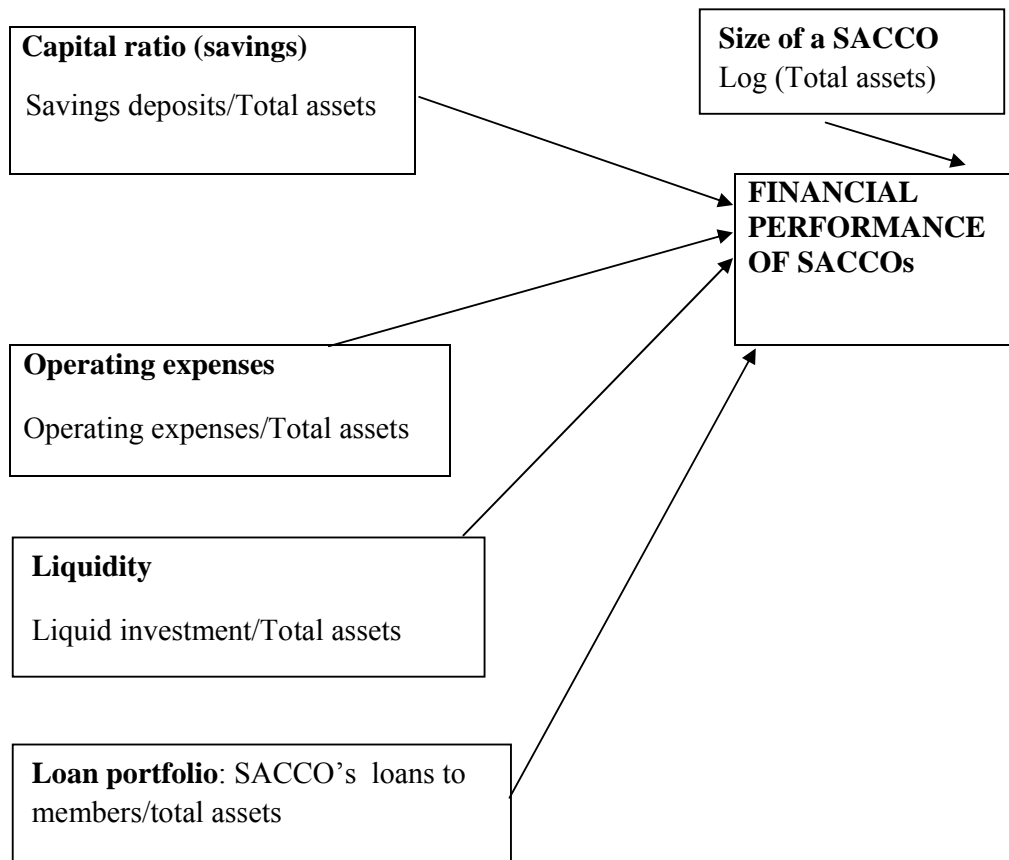 Capital ratio (savings)
Savings deposits/Total assets
Size of a SACCO
Log (Total assets)
FINANCIAL
PERFORMANCE
OF SACCOs
Operating expenses
Operating expenses/Total assets
Liquidity
Liquid investment/Total assets
Loan portfolio: SACCO’s loans to
members/total assets